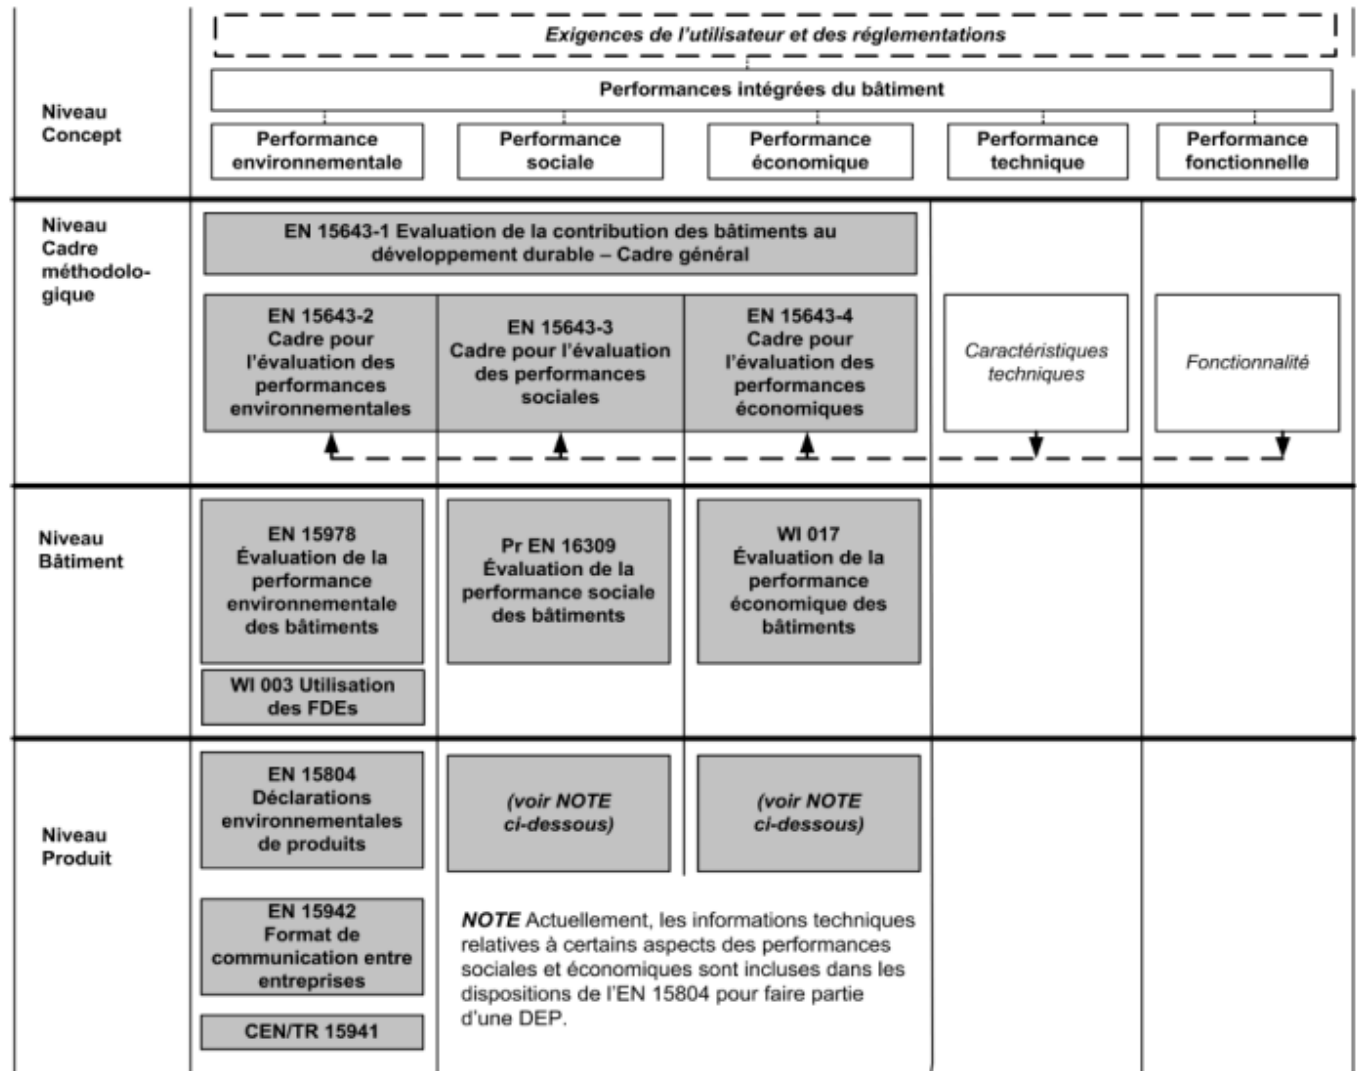 Exigences de l'utilisateur et des réglementations
Performances intégrées du bâtiment
Niveau
Concept
Performance
environnementale
Performance
sociale
Performance
économique
Performance
technique
Performance
fonctionnelle
Niveau
Cadre
méthodolo-
gique
EN 15643-1 Evaluation de la contribution des bâtiments au
développement durable – Cadre général
EN 15643-2
Cadre pour
l'évaluation des
performances
environnementales
EN 15643-3
Cadre pour l'évaluation
des performances
sociales
EN 15643-4
Cadre pour
l'évaluation des
performances
économiques
Caractéristiques
techniques
Fonctionnalité
Niveau
Bâtiment
EN 15978
Évaluation de la
performance
environnementale
des bâtiments
Pr EN 16309
Évaluation de la
performance sociale
des bâtiments
WI 017
Évaluation de la
performance
économique des
bâtiments
WI 003 Utilisation
des FDEs
Niveau
Produit
EN 15804
Déclarations
environnementales
de produits
(voir NOTE
ci-dessous)
(voir NOTE
ci-dessous)
EN 15942
Format de
communication entre
entreprises
CEN/TR 15941
NOTE Actuellement, les informations techniques
relatives à certains aspects des performances
sociales et économiques sont incluses dans les
dispositions de l'EN 15804 pour faire partie
d'une DEP.